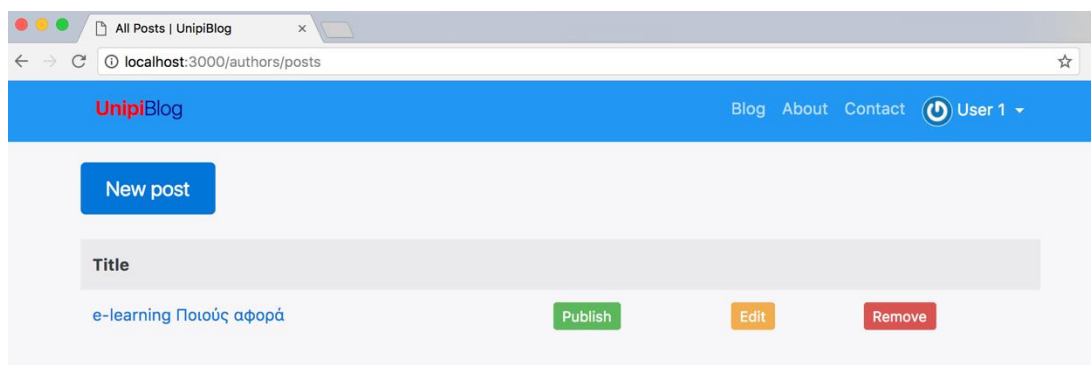 All Posts | UnipiBlog
localhost:3000/authors/posts
UnipiBlog Blog About Contact User 1
New post
Title
e-learning Ποιούς αφορά Publish Edit Remove